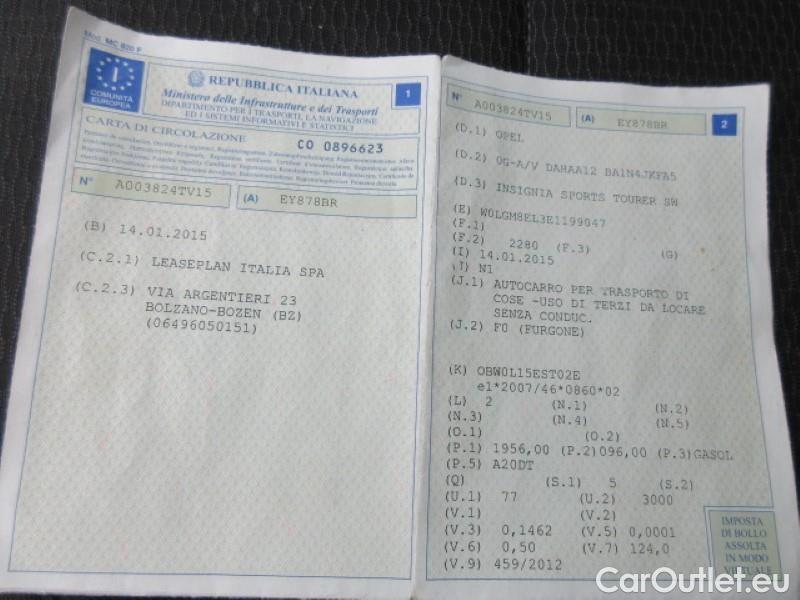 Mod. MC 820 F
I
COMUNITÀ
EUROPEA
REPUBBLICA ITALIANA
Ministero delle Infrastrutture e dei Trasporti
DIPARTIMENTO PER I TRASPORTI, LA NAVIGAZIONE
ED I SISTEMI INFORMATIVI E STATISTICI
1
CARTA DI CIRCOLAZIONE
CO 0896623
N° A003824TV15 (A) EY878BR
(B) 14.01.2015
(C.2.1) LEASEPLAN ITALIA SPA
(C.2.3) VIA ARGENTIERI 23
BOLZANO-BOZEN (BZ)
(06496050151)
N° A003824TV15 (A) EY878BR 2
(D.1) OPEL
(D.2) 0G-A/V DAHAA12 BA1N4JKFA5
(D.3) INSIGNIA SPORTS TOURER SW
(E) W0LGM8EL3E1199047
(F.1)
(F.2) 2280 (F.3) (G)
(I) 14.01.2015
(J) N1
(J.1) AUTOCARRO PER TRASPORTO DI
COSE -USO DI TERZI DA LOCARE
SENZA CONDUC.
(J.2) F0 (FURGONE)
(K) OBW0L15EST02E
e1*2007/46*0860*02
(L) 2 (N.1) (N.2)
(N.3) (N.4) (N.5)
(O.1) (O.2)
(P.1) 1956,00 (P.2)096,00 (P.3)GASOL
(P.5) A20DT
(Q) (S.1) 5 (S.2)
(U.1) 77 (U.2) 3000
(V.1) (V.2)
(V.3) 0,1462 (V.5) 0,0001
(V.6) 0,50 (V.7) 124,0
(V.9) 459/2012
IMPOSTA
DI BOLLO
ASSOLTA
IN MODO
VIRTUALE
CarOutlet.eu